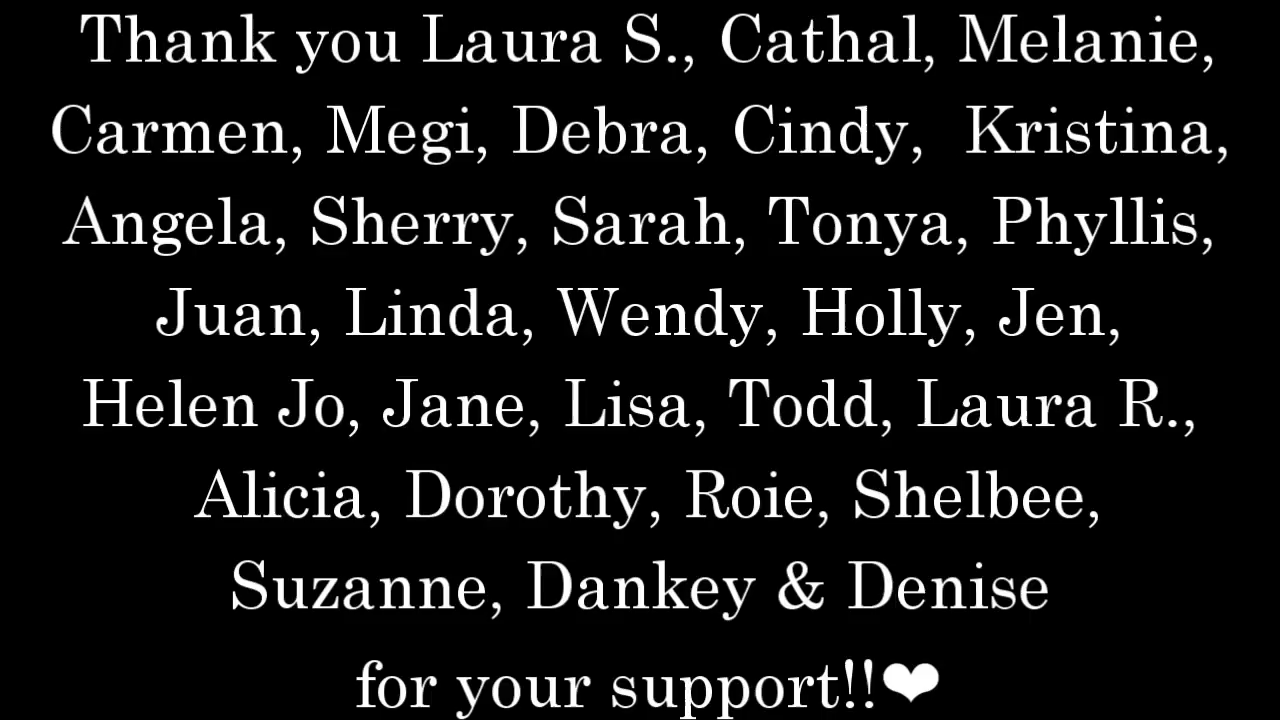 Thank you Laura S., Cathal, Melanie,
Carmen, Megi, Debra, Cindy,  Kristina,
Angela, Sherry, Sarah, Tonya, Phyllis,
Juan, Linda, Wendy, Holly, Jen,
Helen Jo, Jane, Lisa, Todd, Laura R.,
Alicia, Dorothy, Roie, Shelbee,
Suzanne, Dankey & Denise
for your support!!❤